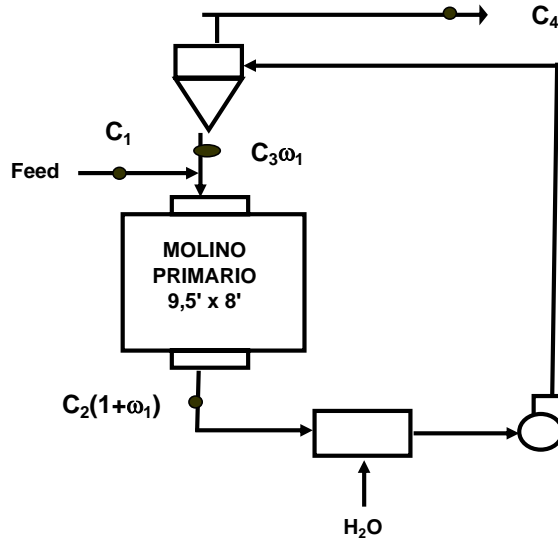 C₄
C₁
C₃ω₁
Feed
MOLINO
PRIMARIO
9,5' x 8'
C₂(1+ω₁)
H₂O